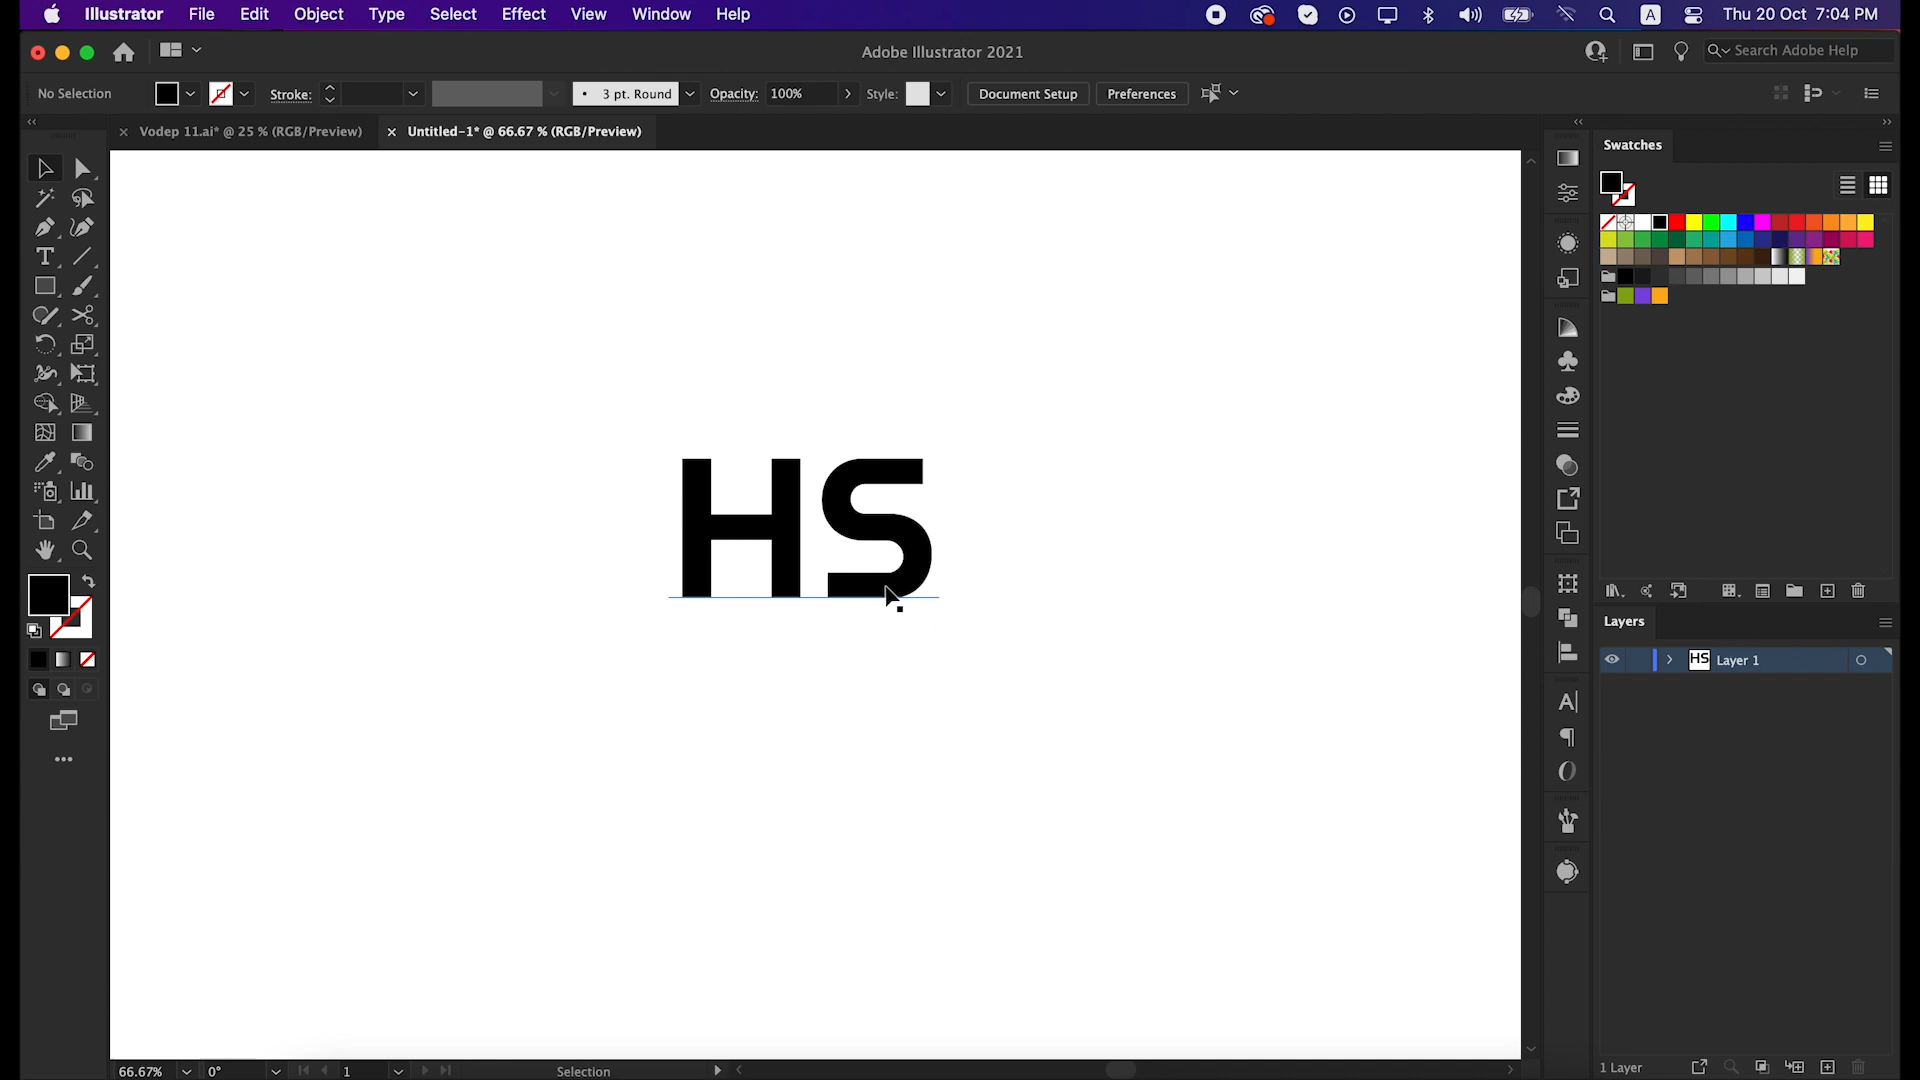 Illustrator File Edit Object Type Select Effect View Window Help A Thu 20 Oct 7:04 PM
Adobe Illustrator 2021 Search Adobe Help
No Selection Stroke: 3 pt. Round Opacity: 100% Style: Document Setup Preferences
Vodep 11.ai* @ 25 % (RGB/Preview) Untitled-1* @ 66.67 % (RGB/Preview)
Swatches
HS
Layers
HS Layer 1
66.67% 0° 1 Selection
1 Layer